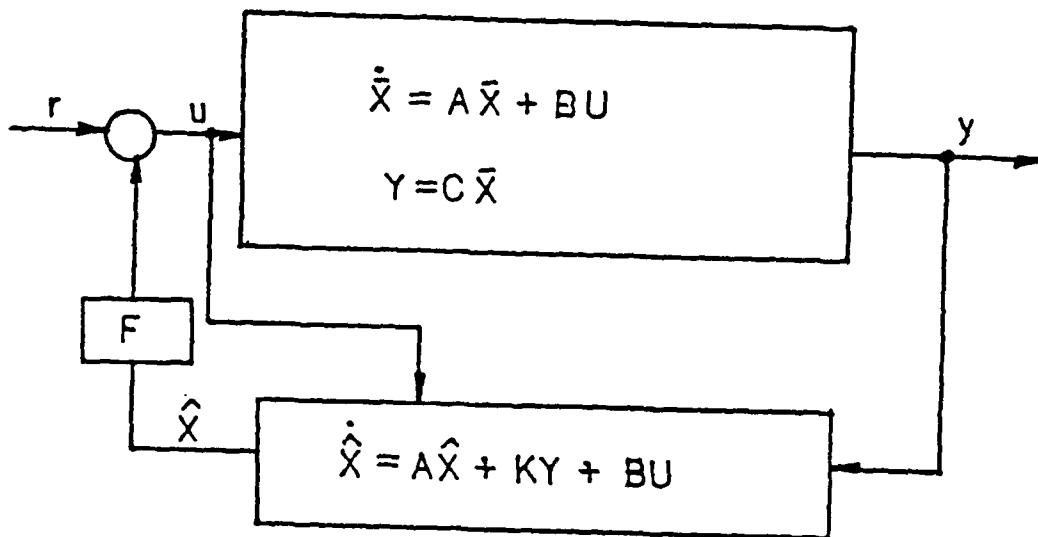 r
u
Ẋ̄ = AX̄ + BU
Y = CX̄
y
F
X̂
Ẋ̂ = AX̂ + KY + BU